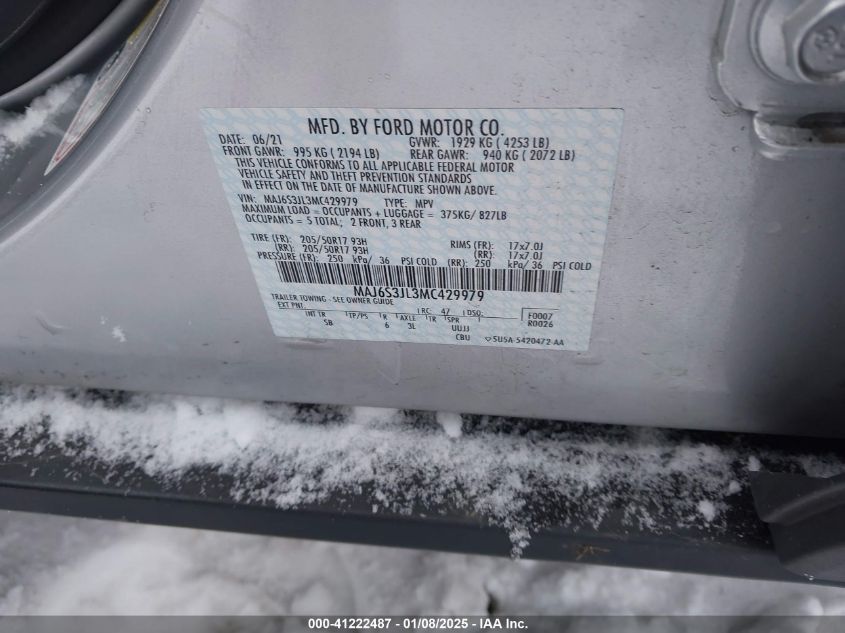 MFD. BY FORD MOTOR CO.
DATE: 06/21 GVWR: 1929 KG ( 4253 LB)
FRONT GAWR: 995 KG ( 2194 LB) REAR GAWR: 940 KG ( 2072 LB)
THIS VEHICLE CONFORMS TO ALL APPLICABLE FEDERAL MOTOR
VEHICLE SAFETY AND THEFT PREVENTION STANDARDS
IN EFFECT ON THE DATE OF MANUFACTURE SHOWN ABOVE.
VIN: MAJ6S3JL3MC429979 TYPE: MPV
MAXIMUM LOAD = OCCUPANTS + LUGGAGE = 375KG/ 827LB
OCCUPANTS = 5 TOTAL; 2 FRONT, 3 REAR
TIRE (FR): 205/50R17 93H RIMS (FR): 17x7.0J
(RR): 205/50R17 93H (RR): 17x7.0J
PRESSURE (FR): 250 kPa/ 36 PSI COLD (RR): 250 kPa/ 36 PSI COLD
MAJ6S3JL3MC429979
TRAILER TOWING - SEE OWNER GUIDE
EXT PNT: RC: 47 DSO: F0007
R0026
INT TR TP/PS R AXLE TR SPR UUJJ
5B 6 3L CBU
5U5A-5420472-AA
000-41222487 - 01/08/2025 - IAA Inc.